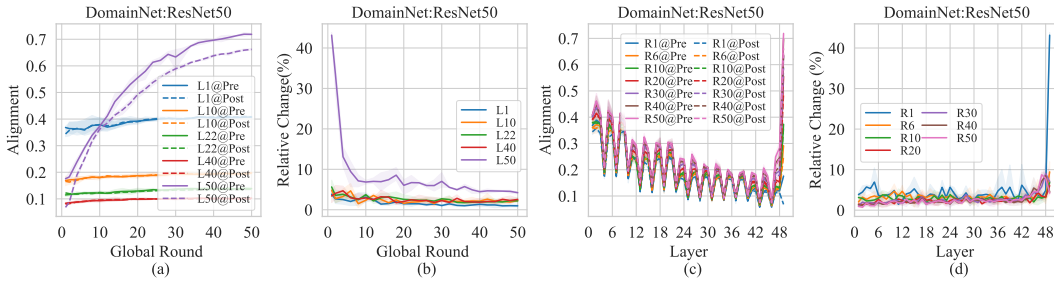 DomainNet:ResNet50
0.7
0.6
0.5
0.4
0.3
0.2
0.1
Alignment
L1@Pre
L1@Post
L10@Pre
L10@Post
L22@Pre
L22@Post
L40@Pre
L40@Post
L50@Pre
L50@Post
0 10 20 30 40 50
Global Round
(a)
DomainNet:ResNet50
40
30
20
10
0
Relative Change(%)
L1
L10
L22
L40
L50
0 10 20 30 40 50
Global Round
(b)
DomainNet:ResNet50
0.7
0.6
0.5
0.4
0.3
0.2
0.1
Alignment
R1@Pre R1@Post
R6@Pre R6@Post
R10@Pre R10@Post
R20@Pre R20@Post
R30@Pre R30@Post
R40@Pre R40@Post
R50@Pre R50@Post
0 6 12 18 24 30 36 42 48
Layer
(c)
DomainNet:ResNet50
40
30
20
10
0
Relative Change (%)
R1 R30
R6 R40
R10 R50
R20
0 6 12 18 24 30 36 42 48
Layer
(d)